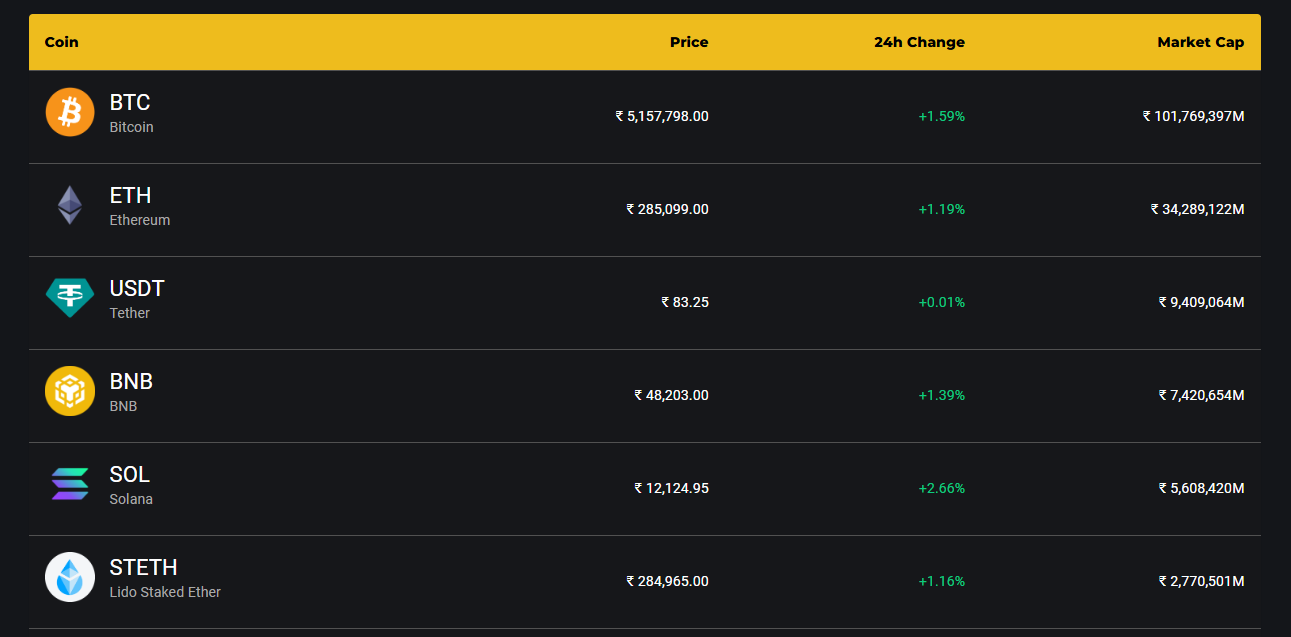 Coin Price 24h Change Market Cap
BTC
Bitcoin
₹ 5,157,798.00 +1.59% ₹ 101,769,397M
ETH
Ethereum
₹ 285,099.00 +1.19% ₹ 34,289,122M
USDT
Tether
₹ 83.25 +0.01% ₹ 9,409,064M
BNB
BNB
₹ 48,203.00 +1.39% ₹ 7,420,654M
SOL
Solana
₹ 12,124.95 +2.66% ₹ 5,608,420M
STETH
Lido Staked Ether
₹ 284,965.00 +1.16% ₹ 2,770,501M